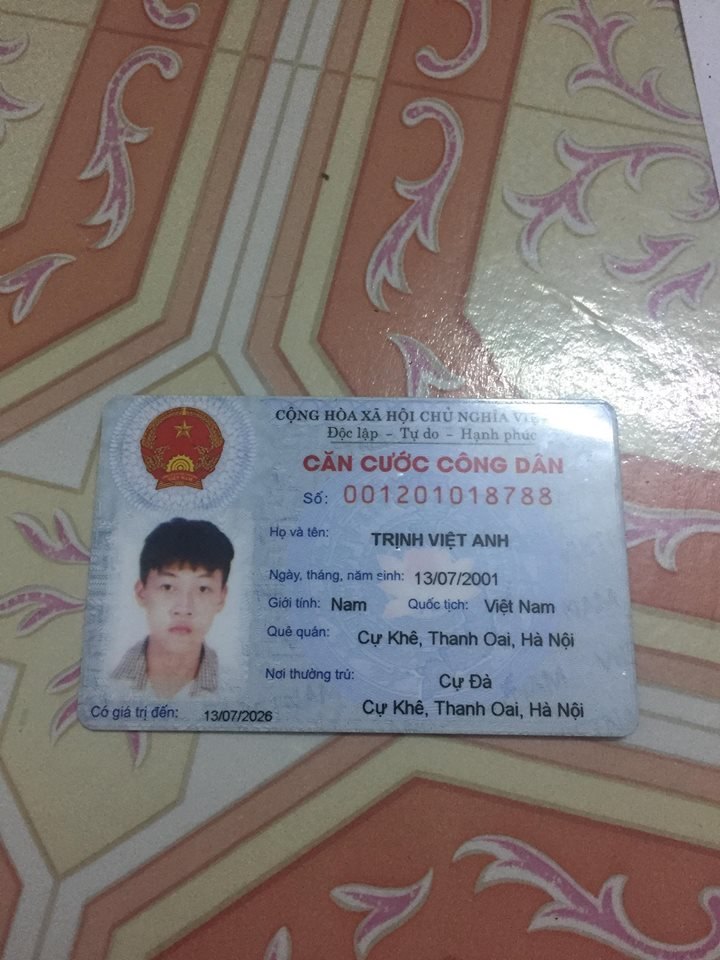 CỘNG HÒA XÃ HỘI CHỦ NGHĨA
Độc lập - Tự do - Hạnh phúc
CĂN CƯỚC CÔNG DÂN
Số: 001201018788
Họ và tên: TRỊNH VIỆT ANH
Ngày, tháng, năm sinh: 13/07/2001
Giới tính: Nam Quốc tịch: Việt Nam
Quê quán: Cự Khê, Thanh Oai, Hà Nội
Nơi thường trú: Cự Đà
Cự Khê, Thanh Oai, Hà Nội
Có giá trị đến: 13/07/2026